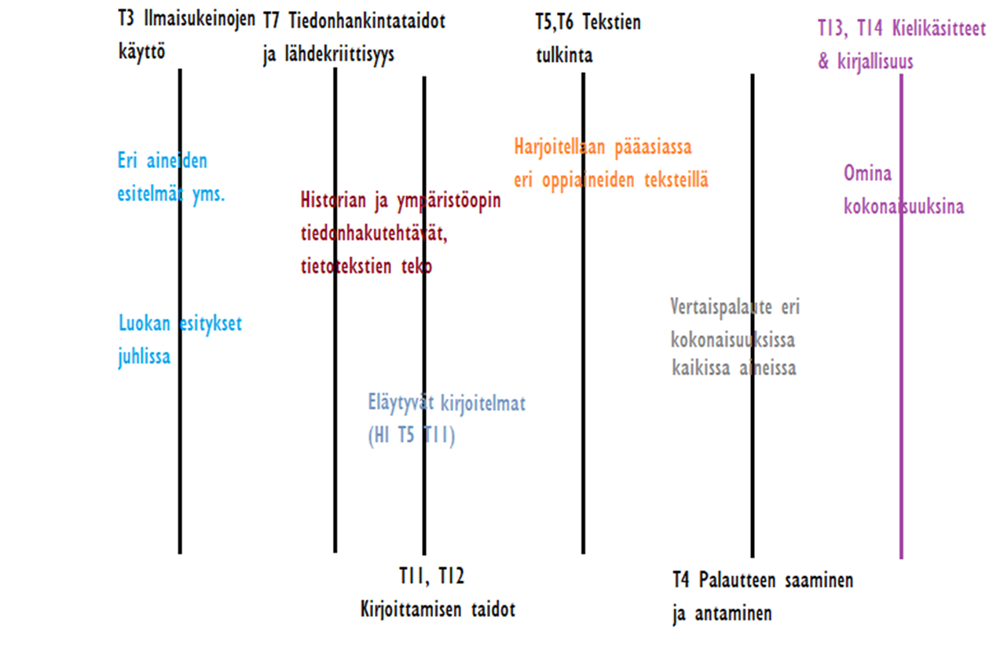 T3 Ilmaisukeinojen
käyttö
T7 Tiedonhankintataidot
ja lähdekriittisyys
T5,T6 Tekstien
tulkinta
T13, T14 Kielikäsitteet
& kirjallisuus
Eri aineiden
esitelmät yms.
Historian ja ympäristöopin
tiedonhakutehtävät,
tietotekstien teko
Harjoitellaan pääasiassa
eri oppiaineiden teksteillä
Omina
kokonaisuuksina
Luokan esitykset
juhlissa
Vertaispalaute eri
kokonaisuuksissa
kaikissa aineissa
Eläytyvät kirjoitelmat
(HI T5 T11)
T11, T12
Kirjoittamisen taidot
T4 Palautteen saaminen
ja antaminen